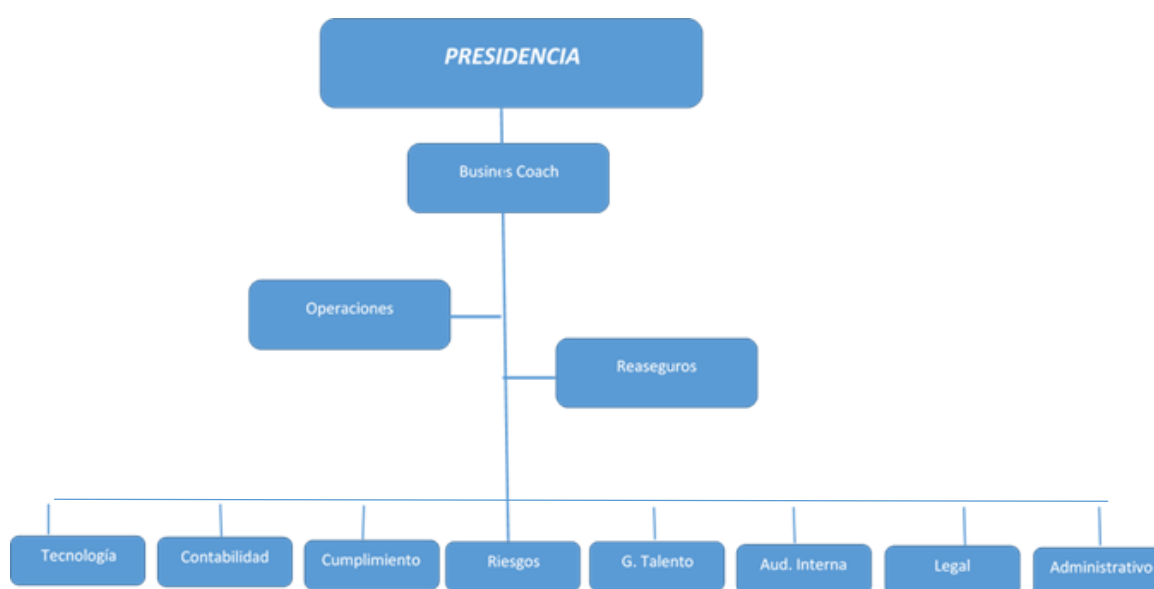 PRESIDENCIA
Busines Coach
Operaciones
Reaseguros
Tecnología
Contabilidad
Cumplimiento
Riesgos
G. Talento
Aud. Interna
Legal
Administrativo